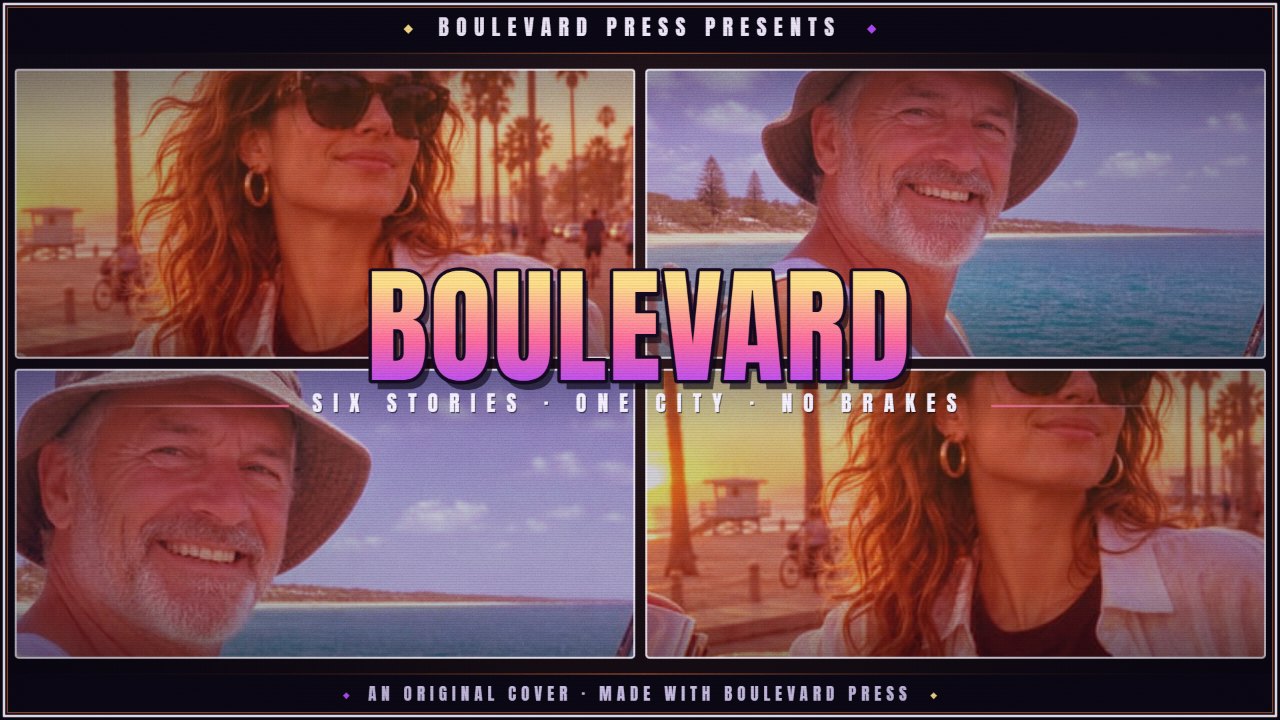 BOULEVARD PRESS PRESENTS
BOULEVARD
SIX STORIES · ONE CITY · NO BRAKES
AN ORIGINAL COVER · MADE WITH BOULEVARD PRESS